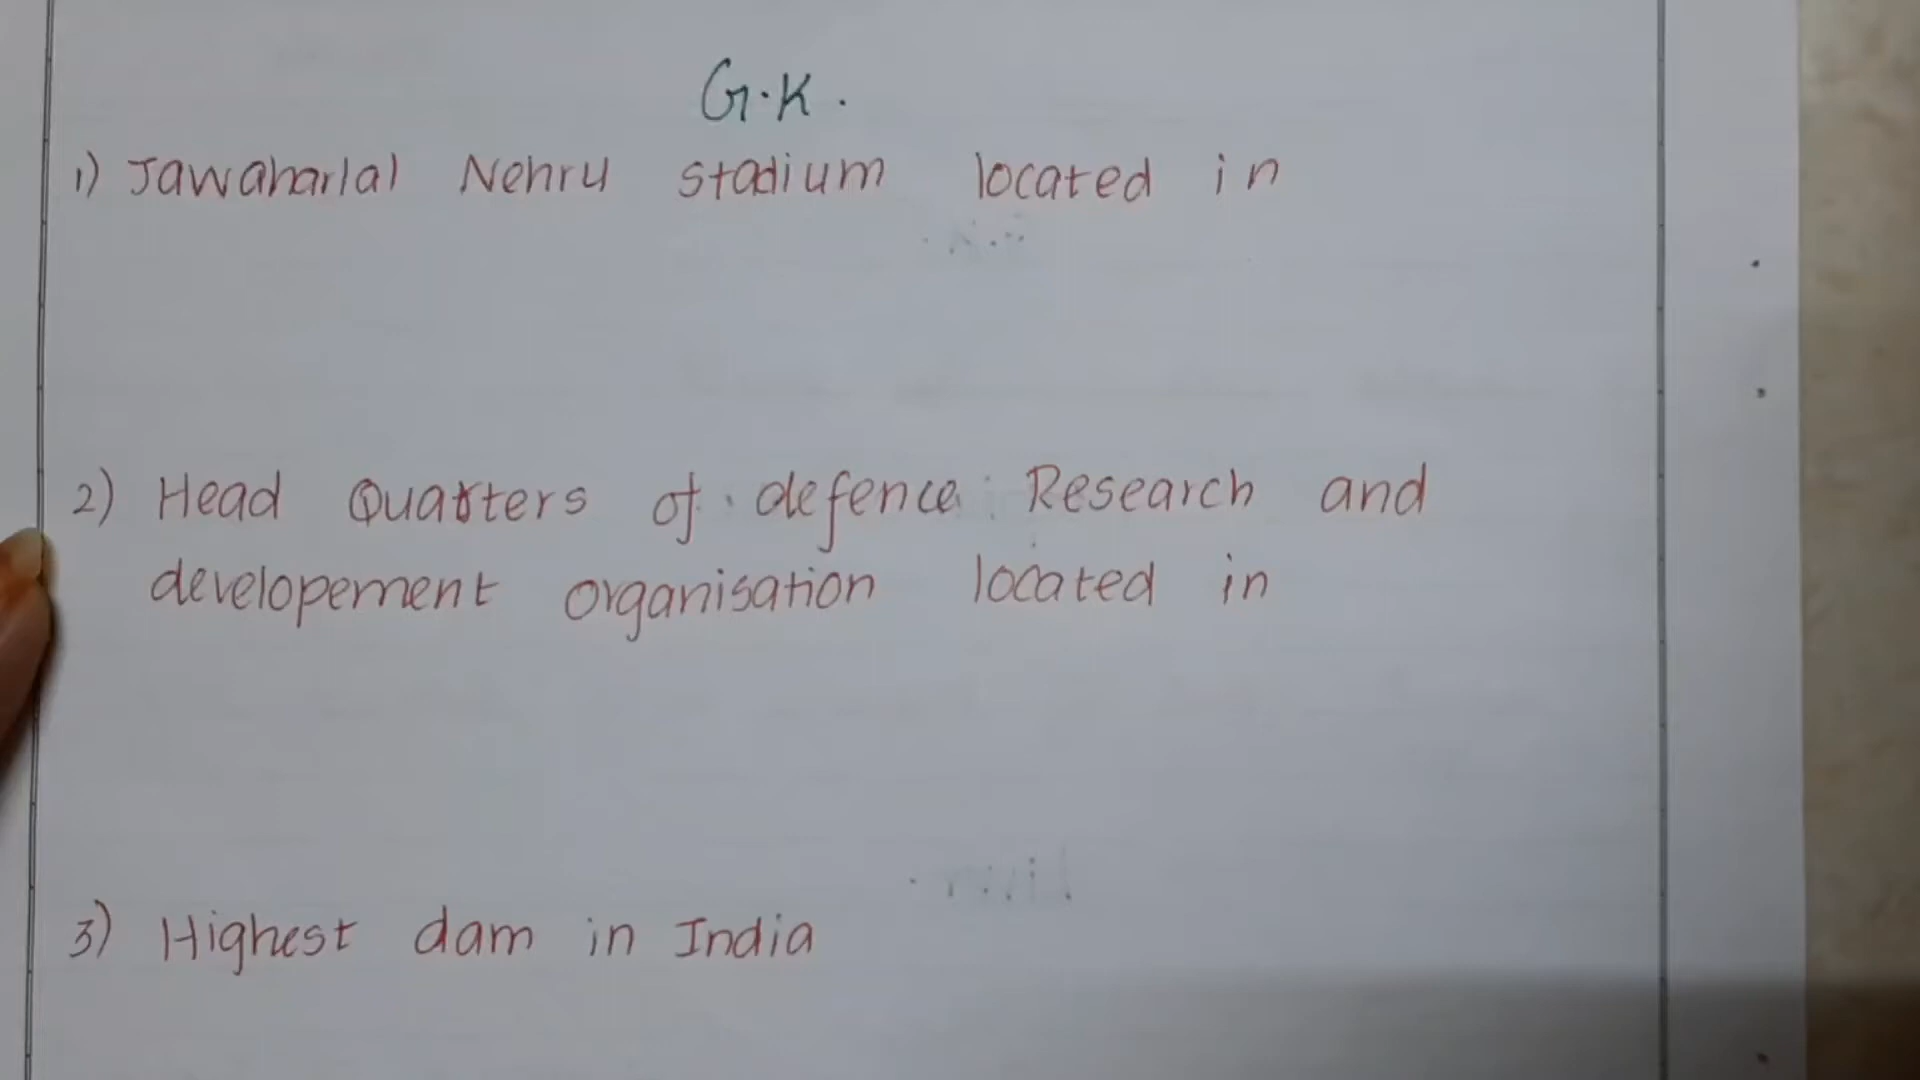 G.K.
1) Jawaharlal Nehru stadium located in
2) Head Quarters of defence Research and
developement organisation located in
3) Highest dam in India